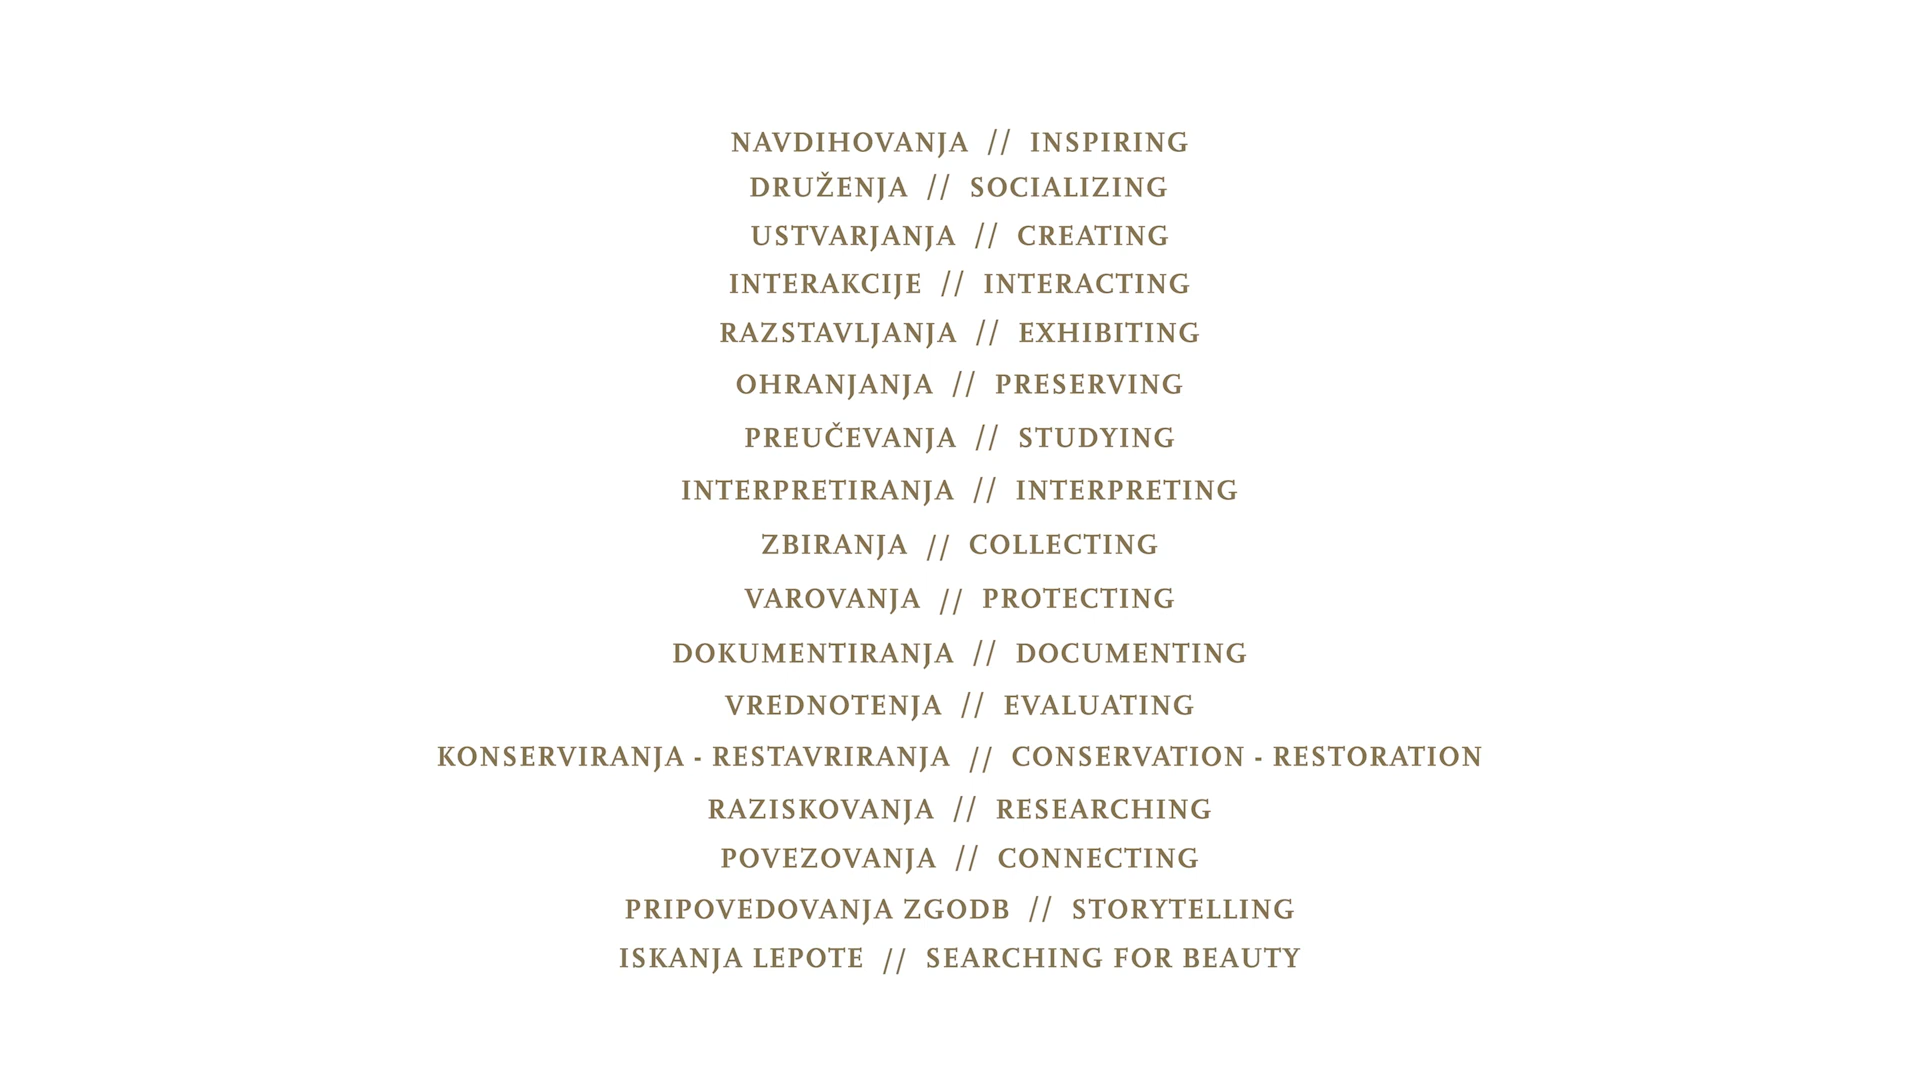 NAVDIHOVANJA // INSPIRING
DRUŽENJA // SOCIALIZING
USTVARJANJA // CREATING
INTERAKCIJE // INTERACTING
RAZSTAVLJANJA // EXHIBITING
OHRANJANJA // PRESERVING
PREUČEVANJA // STUDYING
INTERPRETIRANJA // INTERPRETING
ZBIRANJA // COLLECTING
VAROVANJA // PROTECTING
DOKUMENTIRANJA // DOCUMENTING
VREDNOTENJA // EVALUATING
KONSERVIRANJA - RESTAVRIRANJA // CONSERVATION - RESTORATION
RAZISKOVANJA // RESEARCHING
POVEZOVANJA // CONNECTING
PRIPOVEDOVANJA ZGODB // STORYTELLING
ISKANJA LEPOTE // SEARCHING FOR BEAUTY